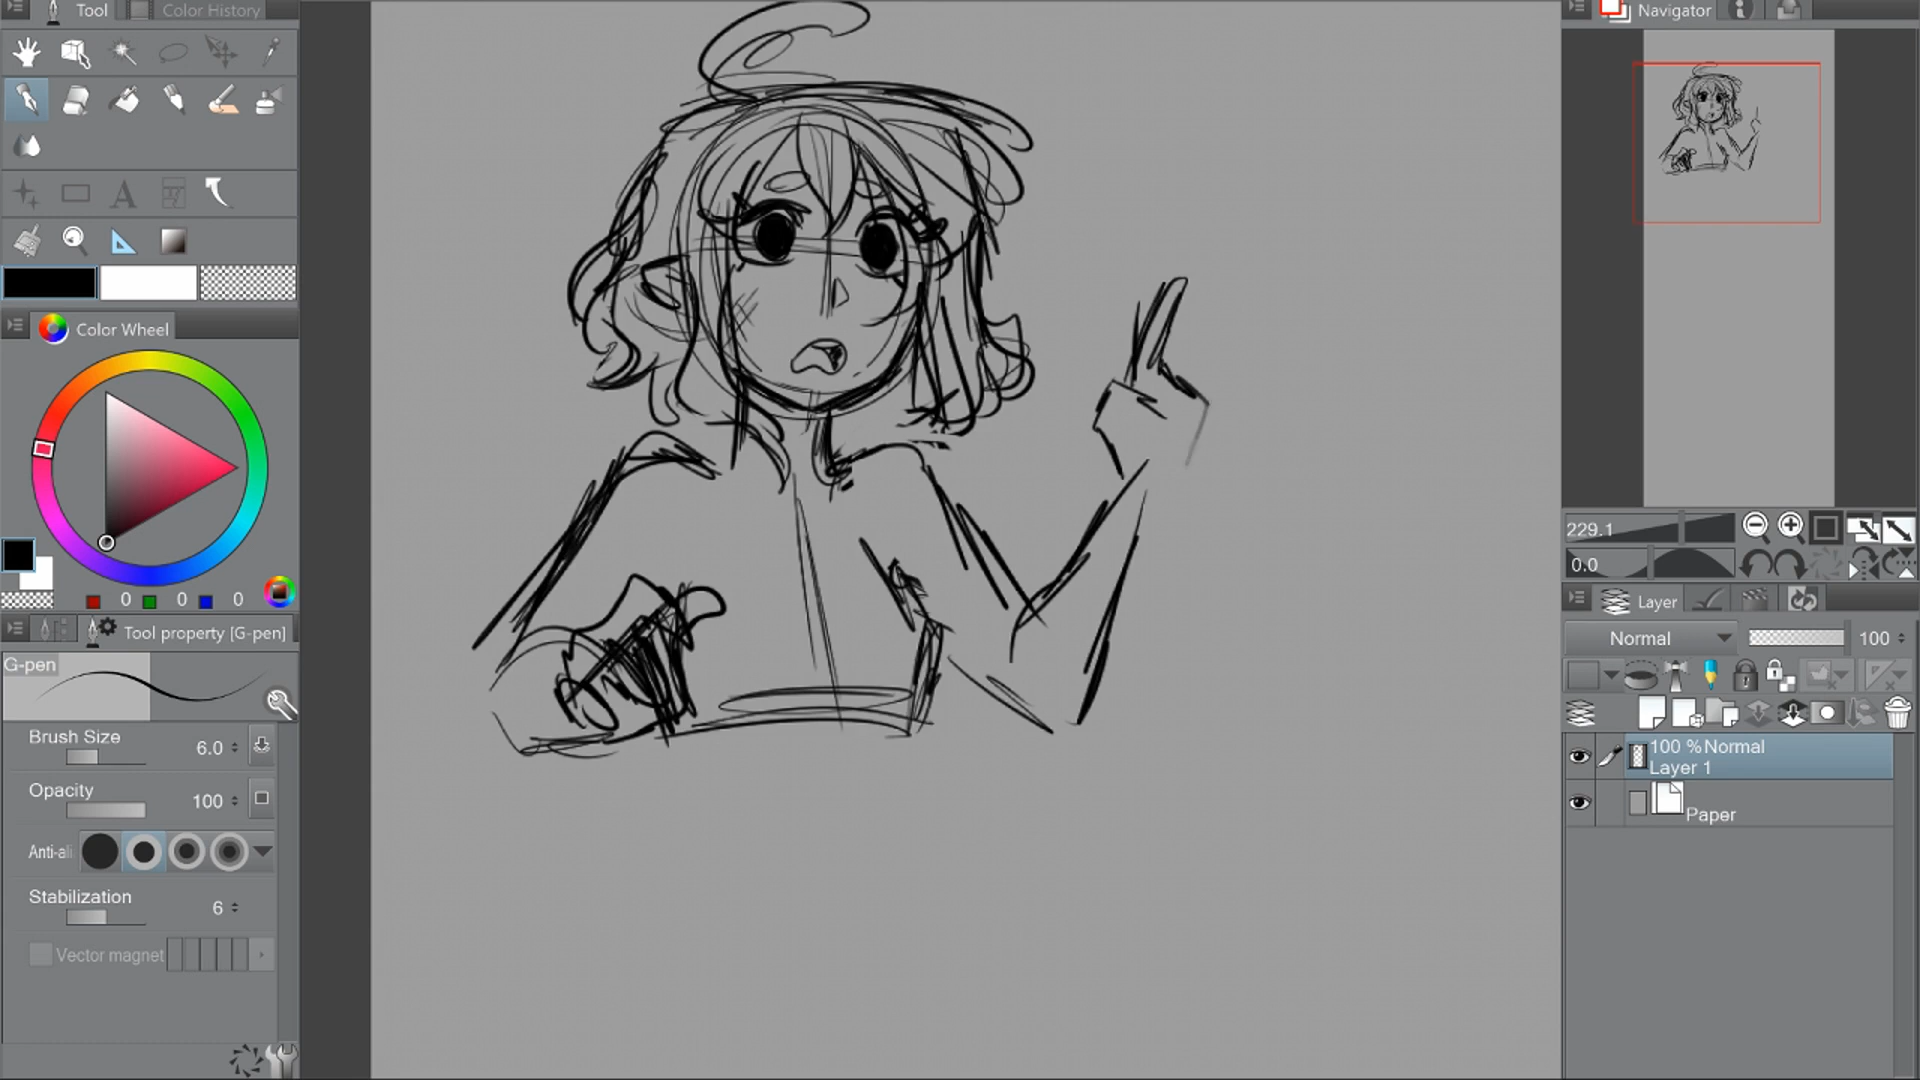 Tool
Color History
Color Wheel
0
0
0
Tool property [G-pen]
G-pen
Brush Size
6.0
Opacity
100
Anti-ali
Stabilization
6
Vector magnet
Navigator
229.1
0.0
Layer
Normal
100
100 %Normal
Layer 1
Paper